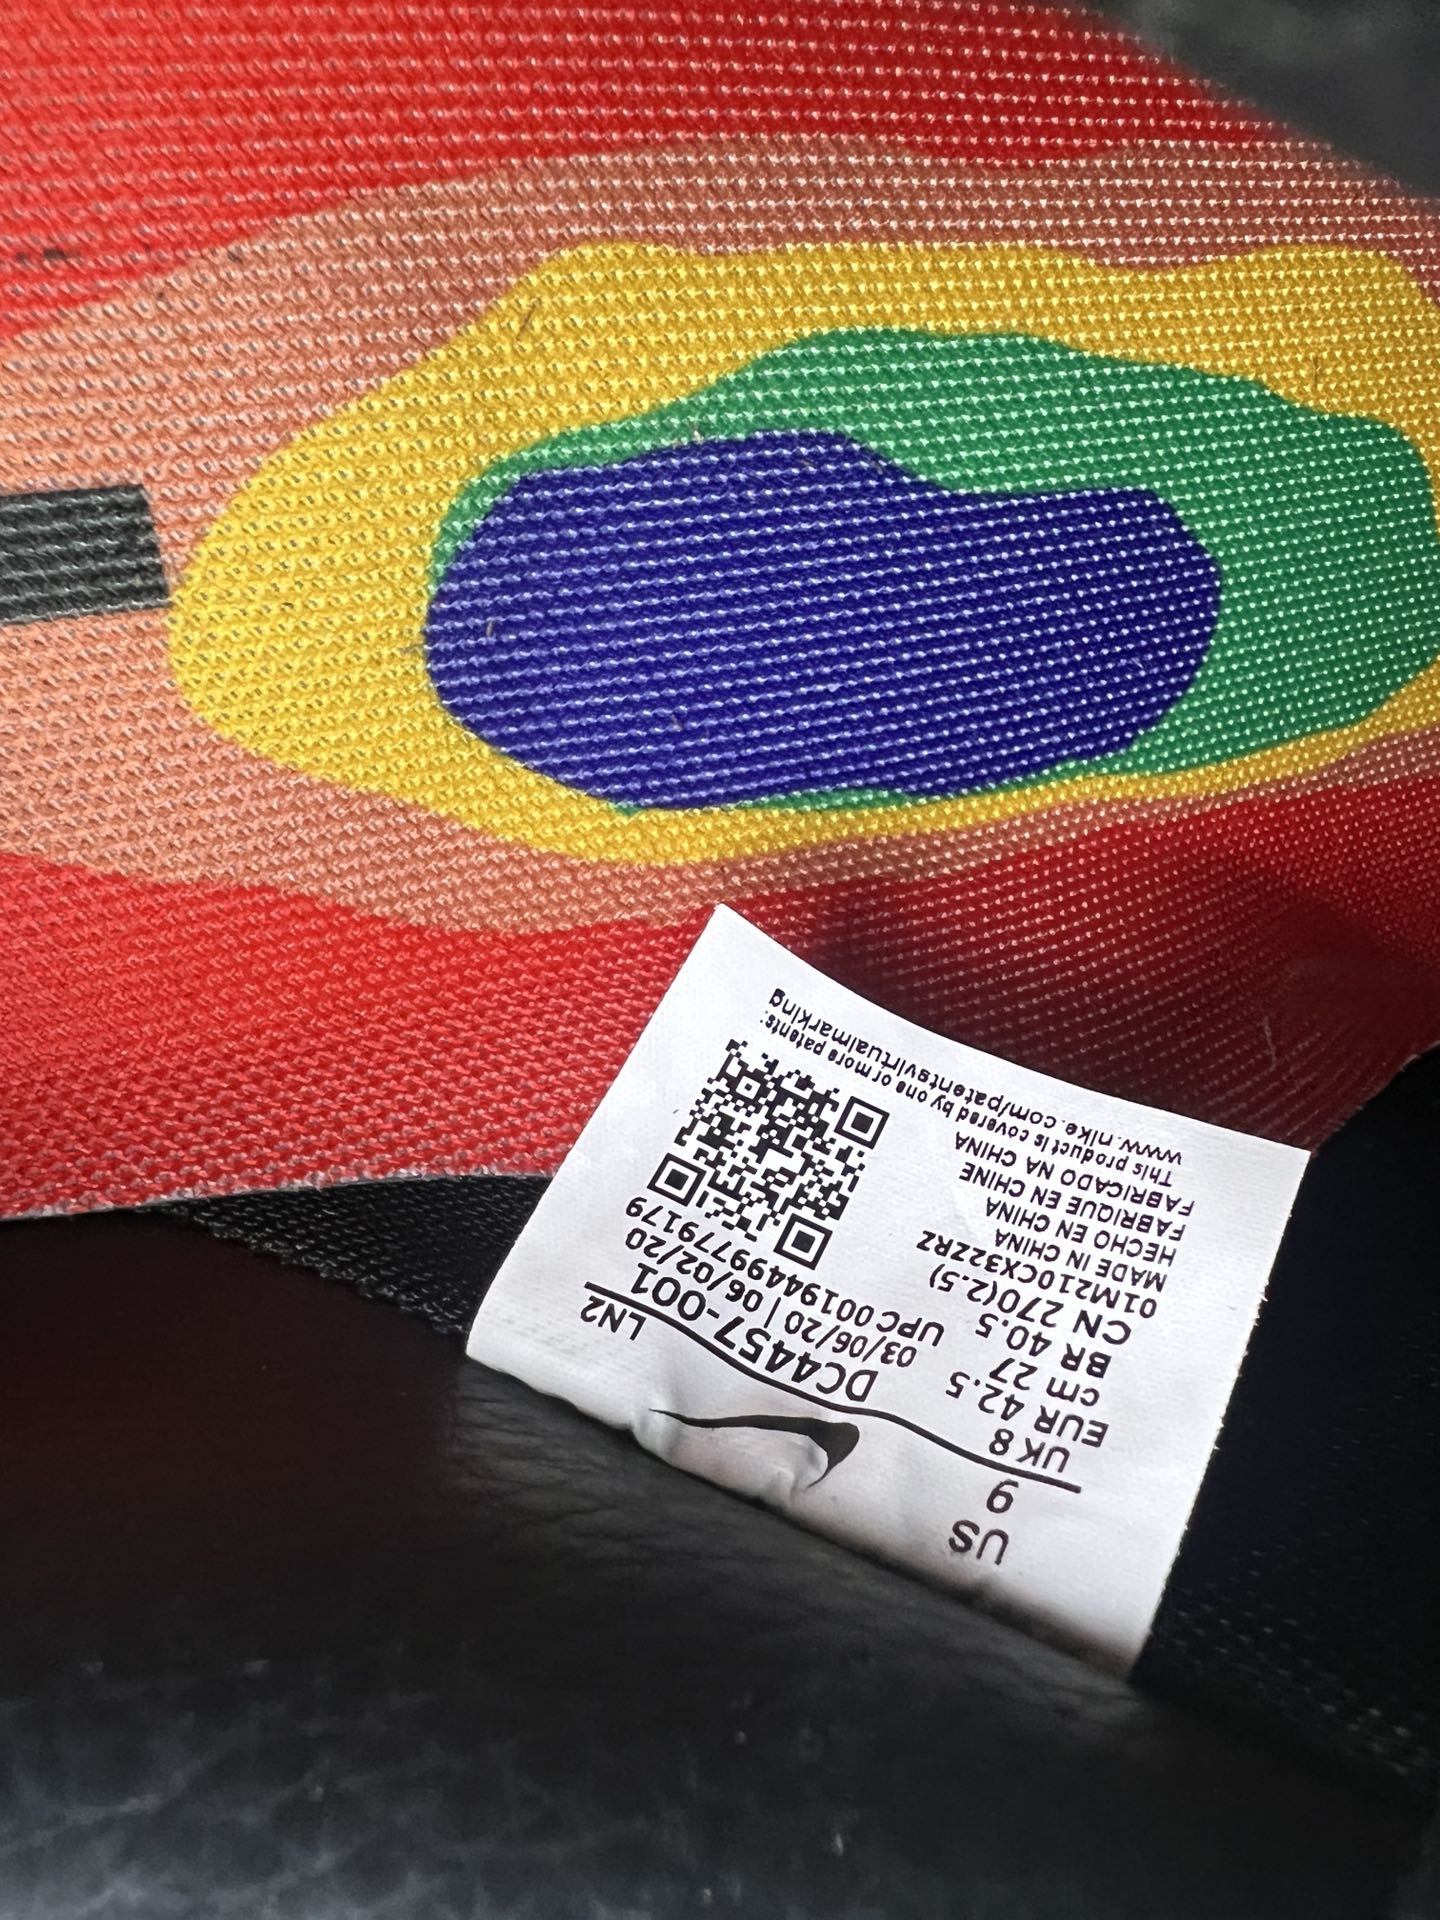 US
9
UK 8
EUR 42.5
cm 27
BR 40.5
CN 270(2.5)
01M210CX32ZRZ
MADE IN CHINA
HECHO EN CHINA
FABRIQUE EN CHINE
FABRICADO NA CHINA
This product is covered by one or more patents:
www.nike.com/patentsvirtualmarking
LN2
DC4457-001
03/06/20 | 06/02/20
UPC 00194499779179